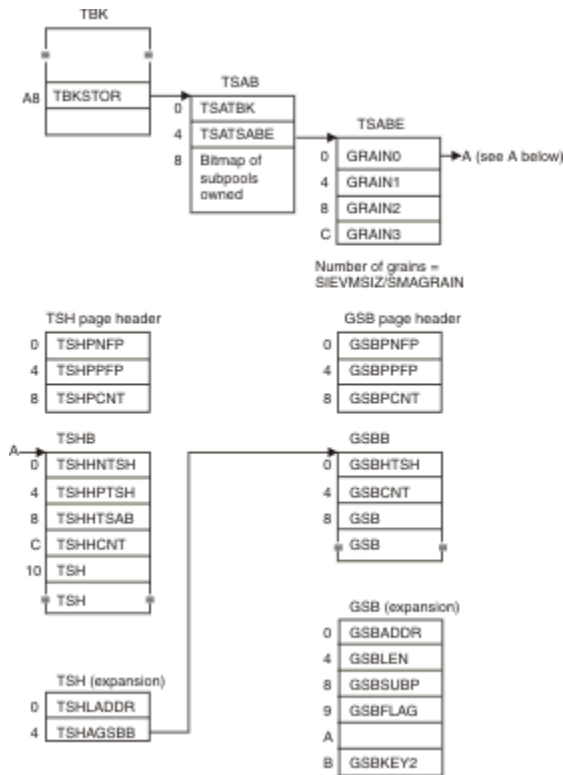 TBK
A8 TBKSTOR
TSAB
0 TSATBK
4 TSATSABE
8 Bitmap of
subpools
owned
TSABE
0 GRAIN0
A (see A below)
4 GRAIN1
8 GRAIN2
C GRAIN3
Number of grains =
SIEVMSIZ/SMAGRAIN
TSH page header
0 TSHPNFP
4 TSHPPFP
8 TSHPCNT
GSB page header
0 GSBPNFP
4 GSBPPFP
8 GSBPCNT
TSHB
A
0 TSHHNTSH
4 TSHHPTSH
8 TSHHTSAB
C TSHHCNT
10 TSH
TSH
GSBB
0 GSBHTSH
4 GSBCNT
8 GSB
GSB
TSH (expansion)
0 TSHLADDR
4 TSHAGSBB
GSB (expansion)
0 GSBADDR
4 GSBLEN
8 GSBSUBP
9 GSBFLAG
A
B GSBKEY2